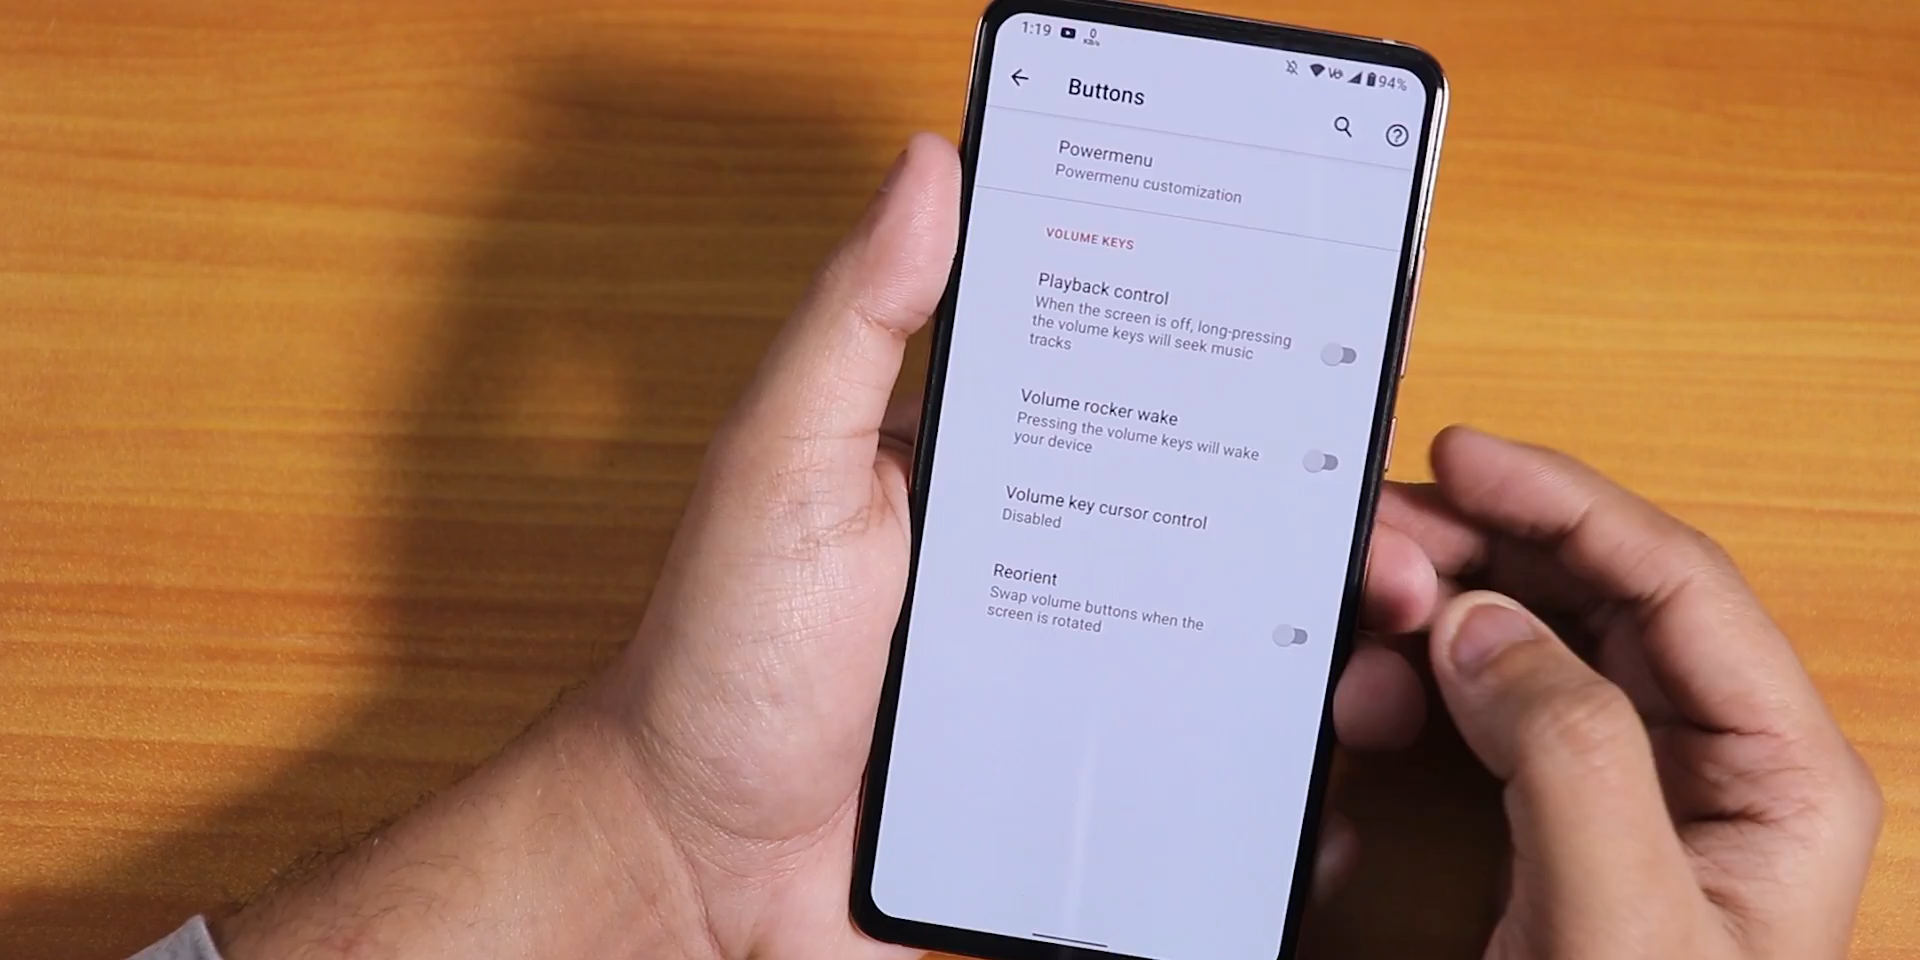 1:19 0 KB/s 94%
Buttons
Powermenu
Powermenu customization
VOLUME KEYS
Playback control
When the screen is off, long-pressing
the volume keys will seek music
tracks
Volume rocker wake
Pressing the volume keys will wake
your device
Volume key cursor control
Disabled
Reorient
Swap volume buttons when the
screen is rotated